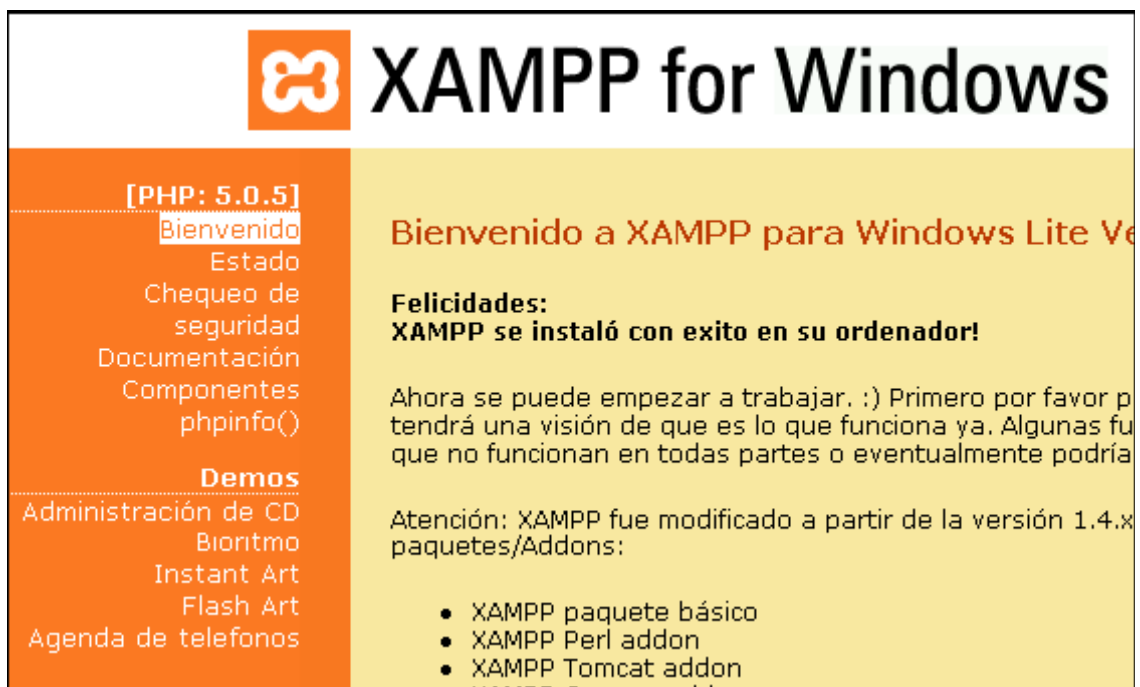 XAMPP for Windows
[PHP: 5.0.5]
Bienvenido
Estado
Chequeo de
seguridad
Documentación
Componentes
phpinfo()
Demos
Administración de CD
Bioritmo
Instant Art
Flash Art
Agenda de telefonos
Bienvenido a XAMPP para Windows Lite
Felicidades:
XAMPP se instaló con exito en su ordenador!
Ahora se puede empezar a trabajar. :) Primero por favor
tendrá una visión de que es lo que funciona ya. Algunas
que no funcionan en todas partes o eventualmente podría
Atención: XAMPP fue modificado a partir de la versión 1.4.x
paquetes/Addons:
• XAMPP paquete básico
• XAMPP Perl addon
• XAMPP Tomcat addon